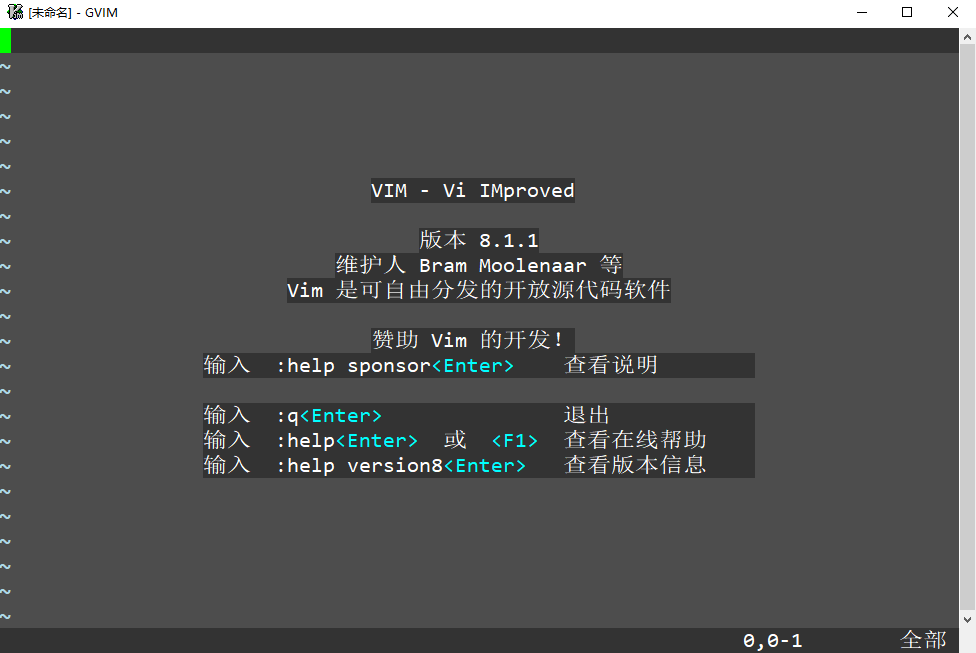 [未命名] - GVIM
~
~
~
~
~
~ VIM - Vi IMproved
~
~ 版本 8.1.1
~ 维护人 Bram Moolenaar 等
~ Vim 是可自由分发的开放源代码软件
~
~ 赞助 Vim 的开发!
~ 输入 :help sponsor<Enter> 查看说明
~
~ 输入 :q<Enter> 退出
~ 输入 :help<Enter> 或 <F1> 查看在线帮助
~ 输入 :help version8<Enter> 查看版本信息
~
~
~
~
~
~
0,0-1 全部